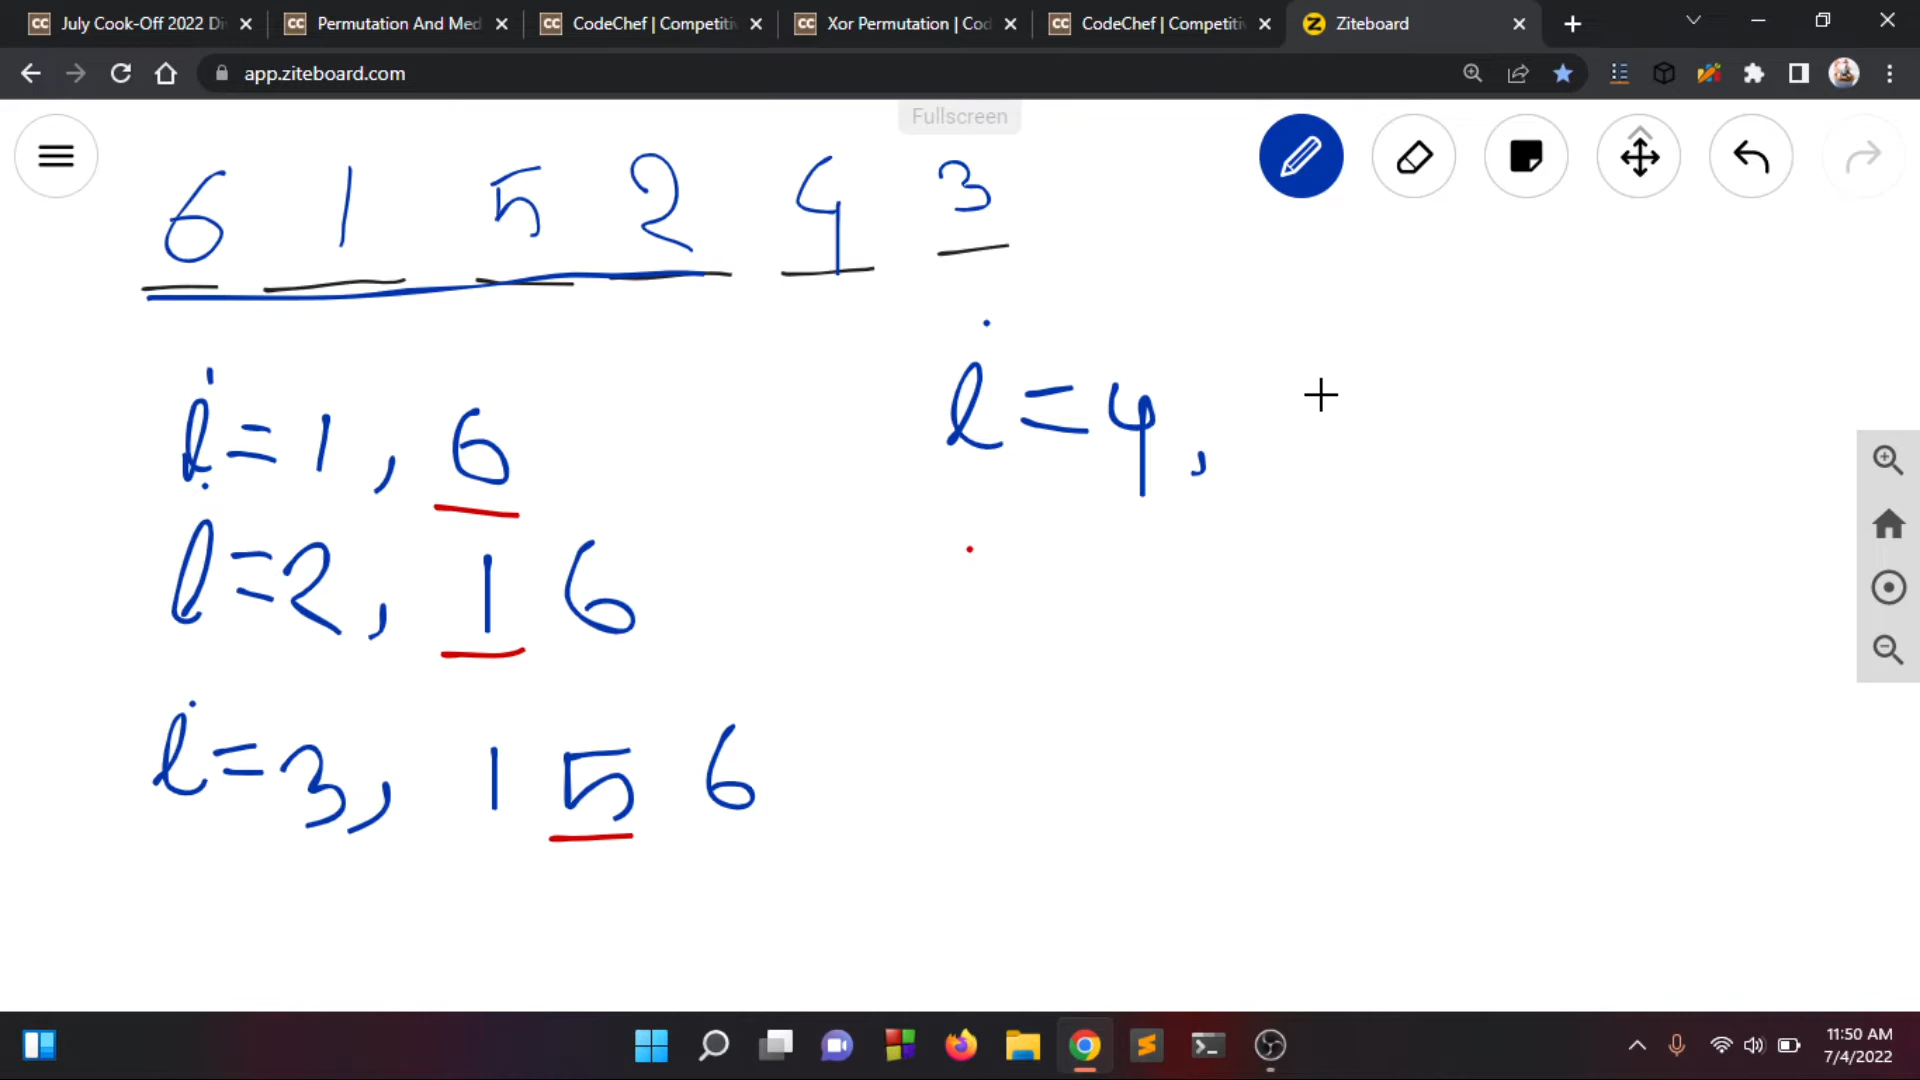 July Cook-Off 2022 Di
Permutation And Med
CodeChef | Competiti
Xor Permutation | Cod
CodeChef | Competiti
Ziteboard
app.ziteboard.com
Fullscreen
6 1 5 2 4 3
l=1, 6
l=2, 1 6
l=3, 1 5 6
l=4,
11:50 AM
7/4/2022